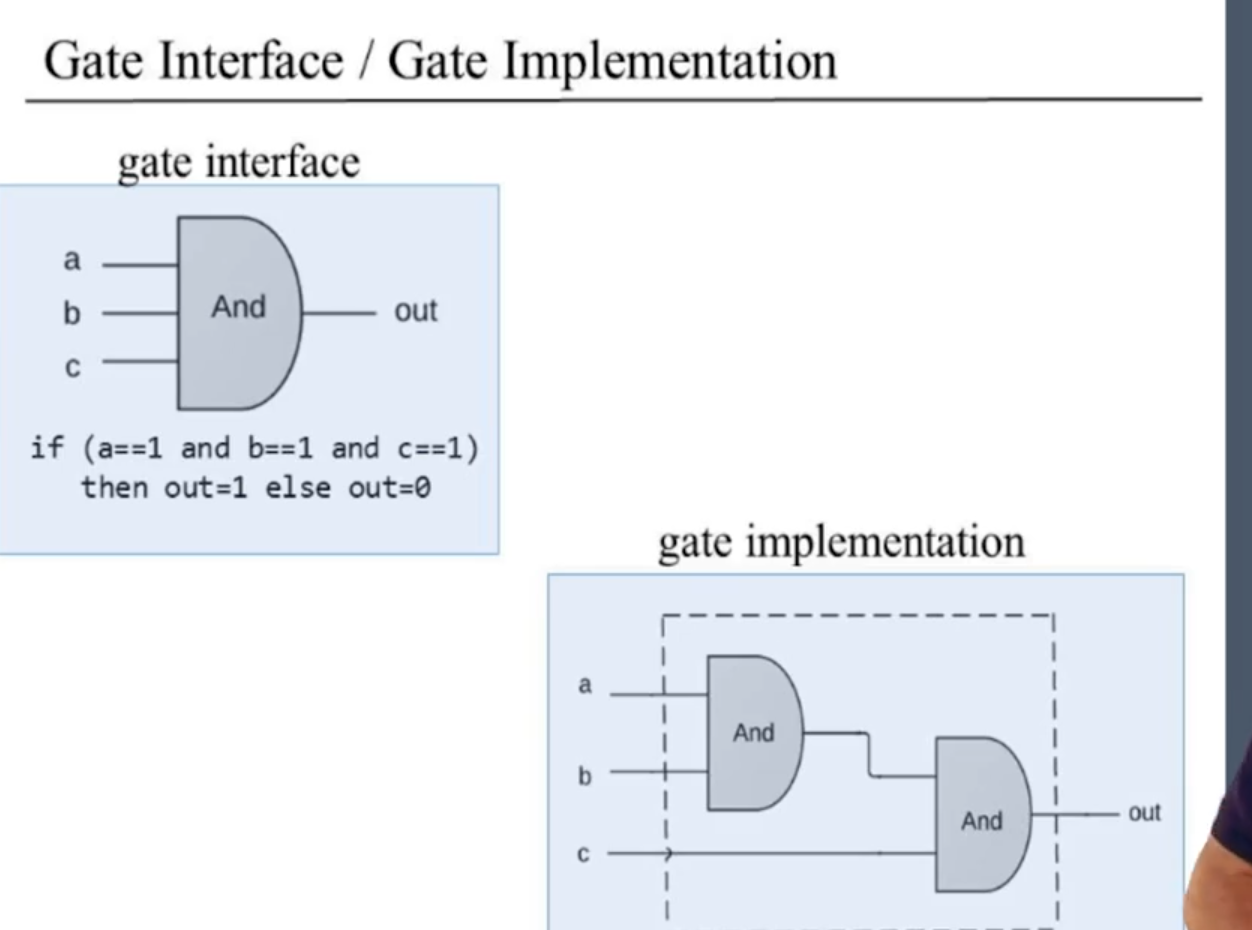 Gate Interface / Gate Implementation
gate interface
a
b
c
And
out
if (a==1 and b==1 and c==1)
then out=1 else out=0
gate implementation
a
b
c
And
And
out